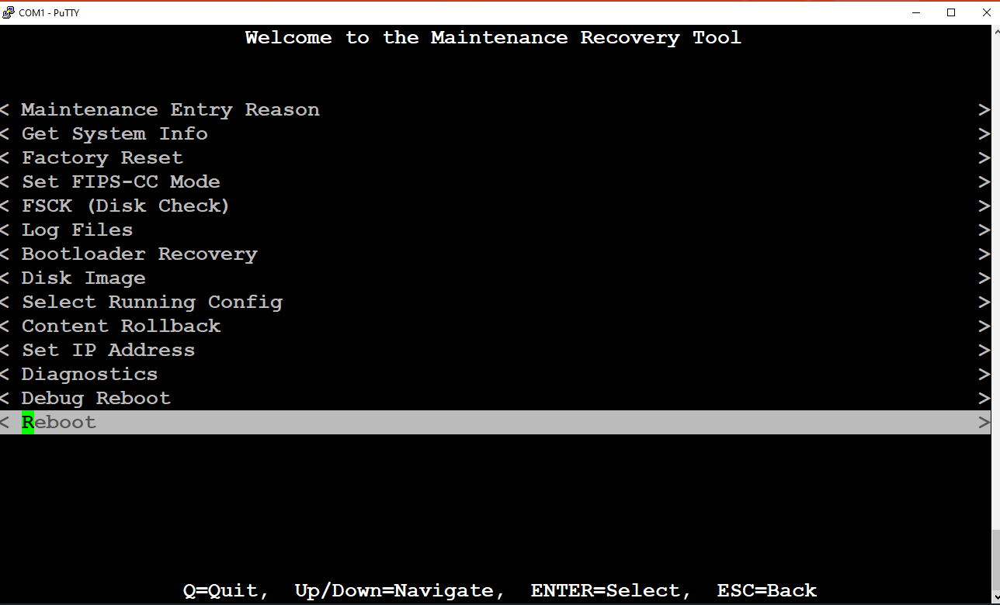 COM1 - PuTTY
Welcome to the Maintenance Recovery Tool
< Maintenance Entry Reason >
< Get System Info >
< Factory Reset >
< Set FIPS-CC Mode >
< FSCK (Disk Check) >
< Log Files >
< Bootloader Recovery >
< Disk Image >
< Select Running Config >
< Content Rollback >
< Set IP Address >
< Diagnostics >
< Debug Reboot >
< Reboot >
Q=Quit, Up/Down=Navigate, ENTER=Select, ESC=Back